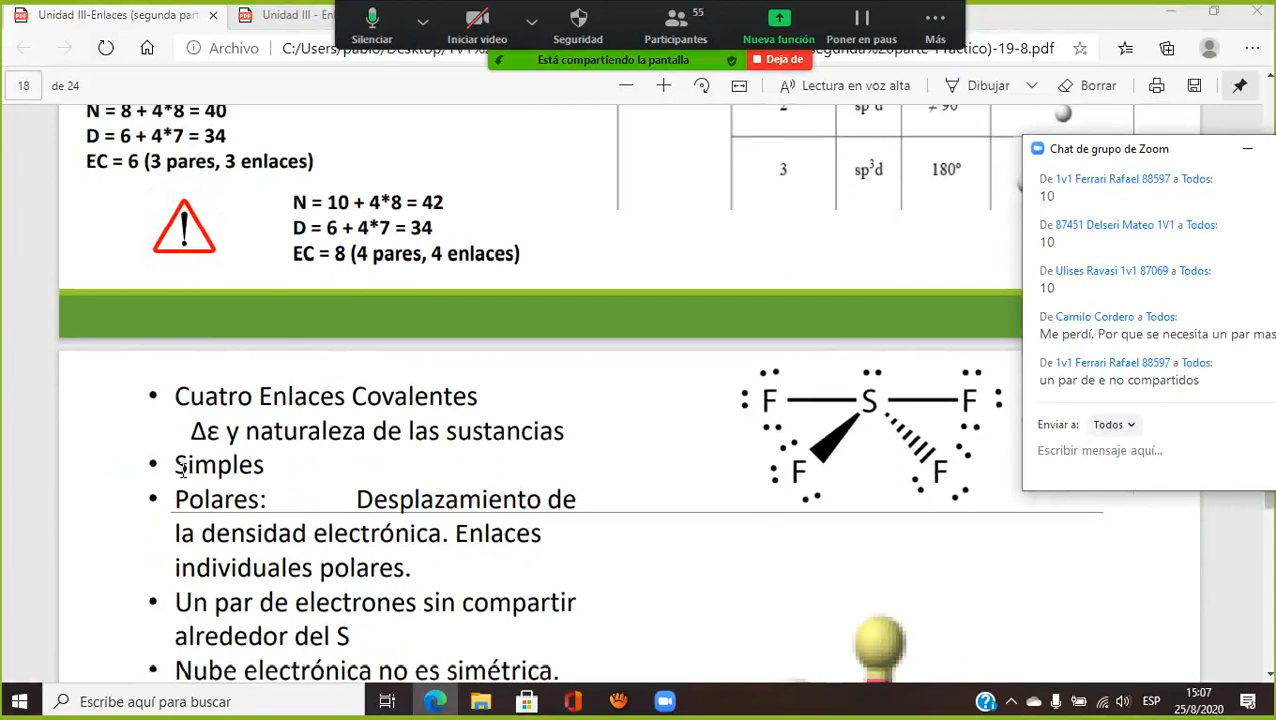 Unidad III-Enlaces (segunda part
Unidad III - En
Silenciar
Iniciar video
Seguridad
55
Participantes
Nueva función
Poner en paus
Más
Está compartiendo la pantalla
Deja de
Archivo
18 de 24
Lectura en voz alta
Dibujar
Borrar
N = 8 + 4*8 = 40
D = 6 + 4*7 = 34
EC = 6 (3 pares, 3 enlaces)
N = 10 + 4*8 = 42
D = 6 + 4*7 = 34
EC = 8 (4 pares, 4 enlaces)
3 sp³d 180°
• Cuatro Enlaces Covalentes
Δε y naturaleza de las sustancias
• Simples
• Polares: Desplazamiento de
la densidad electrónica. Enlaces
individuales polares.
• Un par de electrones sin compartir
alrededor del S
• Nube electrónica no es simétrica.
F S F
F F
Chat de grupo de Zoom
De 1v1 Ferrari Rafael 88597 a Todos:
10
De 87451 Delseri Mateo 1V1 a Todos:
10
De Ulises Ravasi 1v1 87069 a Todos:
10
De Camilo Cordero a Todos:
Me perdí. Por que se necesita un par mas
De 1v1 Ferrari Rafael 88597 a Todos:
un par de e no compartidos
Enviar a: Todos
Escribir mensaje aquí...
Escribe aquí para buscar
ESP
15:07
25/8/2020
8